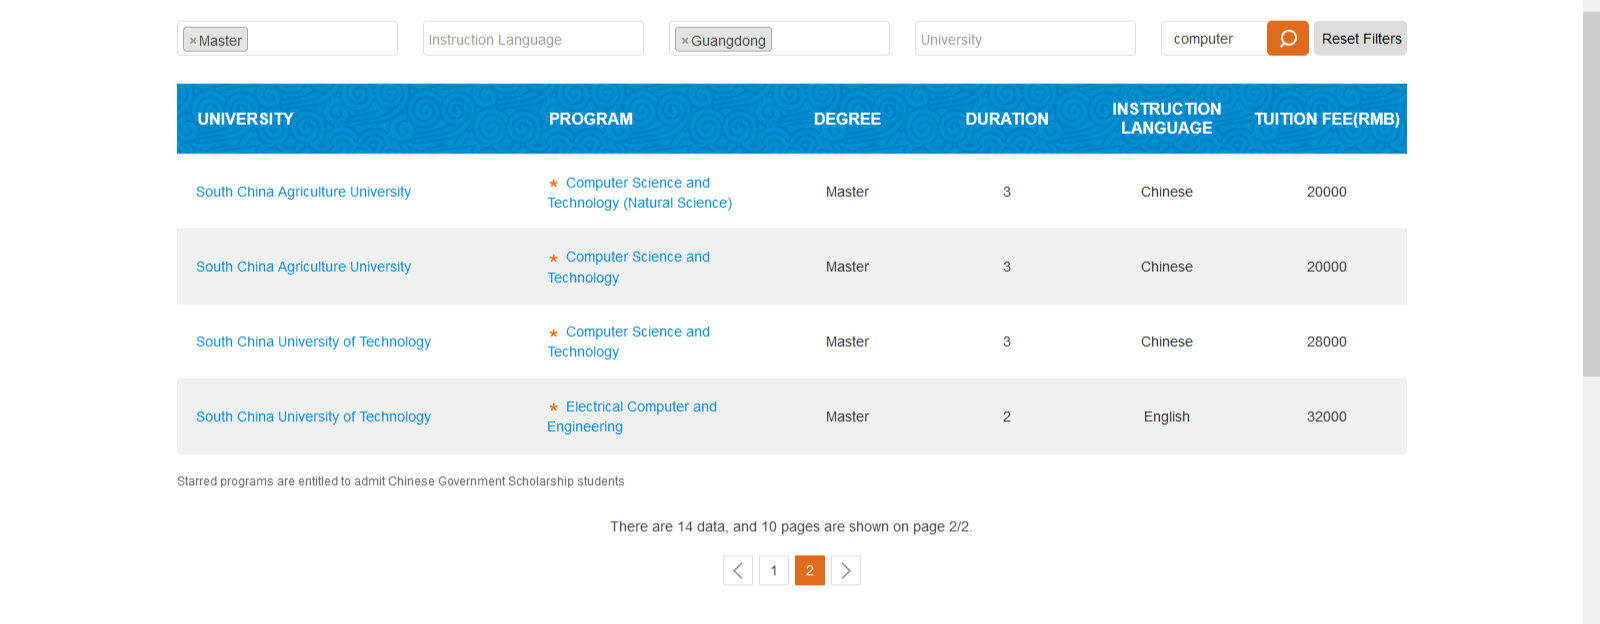 ×Master Instruction Language ×Guangdong University computer Reset Filters
UNIVERSITY PROGRAM DEGREE DURATION INSTRUCTION LANGUAGE TUITION FEE(RMB)
South China Agriculture University * Computer Science and Technology (Natural Science) Master 3 Chinese 20000
South China Agriculture University * Computer Science and Technology Master 3 Chinese 20000
South China University of Technology * Computer Science and Technology Master 3 Chinese 28000
South China University of Technology * Electrical Computer and Engineering Master 2 English 32000
Starred programs are entitled to admit Chinese Government Scholarship students
There are 14 data, and 10 pages are shown on page 2/2.
1 2